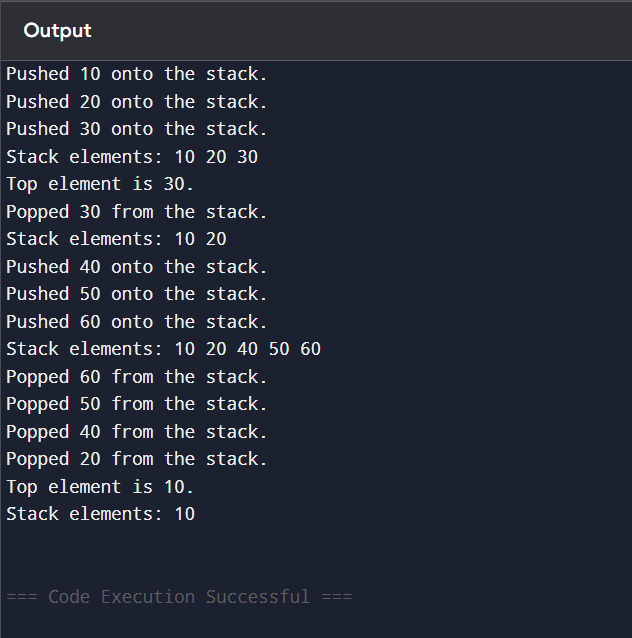 Output
Pushed 10 onto the stack.
Pushed 20 onto the stack.
Pushed 30 onto the stack.
Stack elements: 10 20 30
Top element is 30.
Popped 30 from the stack.
Stack elements: 10 20
Pushed 40 onto the stack.
Pushed 50 onto the stack.
Pushed 60 onto the stack.
Stack elements: 10 20 40 50 60
Popped 60 from the stack.
Popped 50 from the stack.
Popped 40 from the stack.
Popped 20 from the stack.
Top element is 10.
Stack elements: 10
=== Code Execution Successful ===